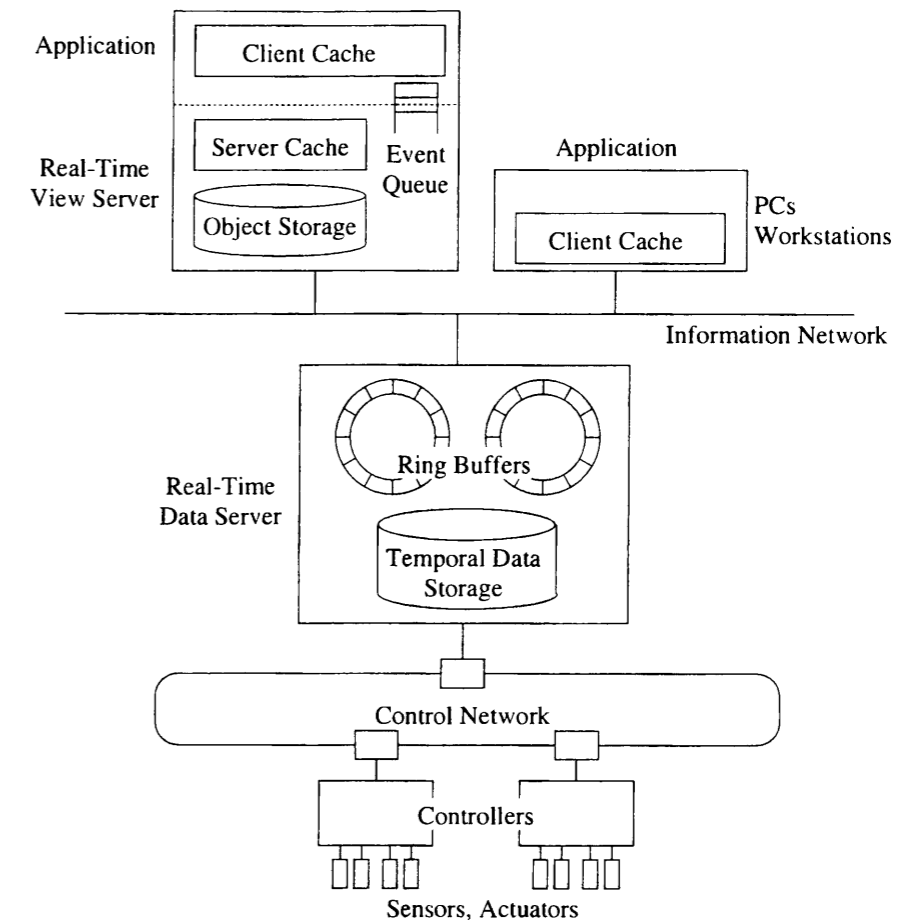 Application
Client Cache
Server Cache
Event
Queue
Real-Time
View Server
Object Storage
Application
PCs
Workstations
Client Cache
Information Network
Ring Buffers
Real-Time
Data Server
Temporal Data
Storage
Control Network
Controllers
Sensors, Actuators